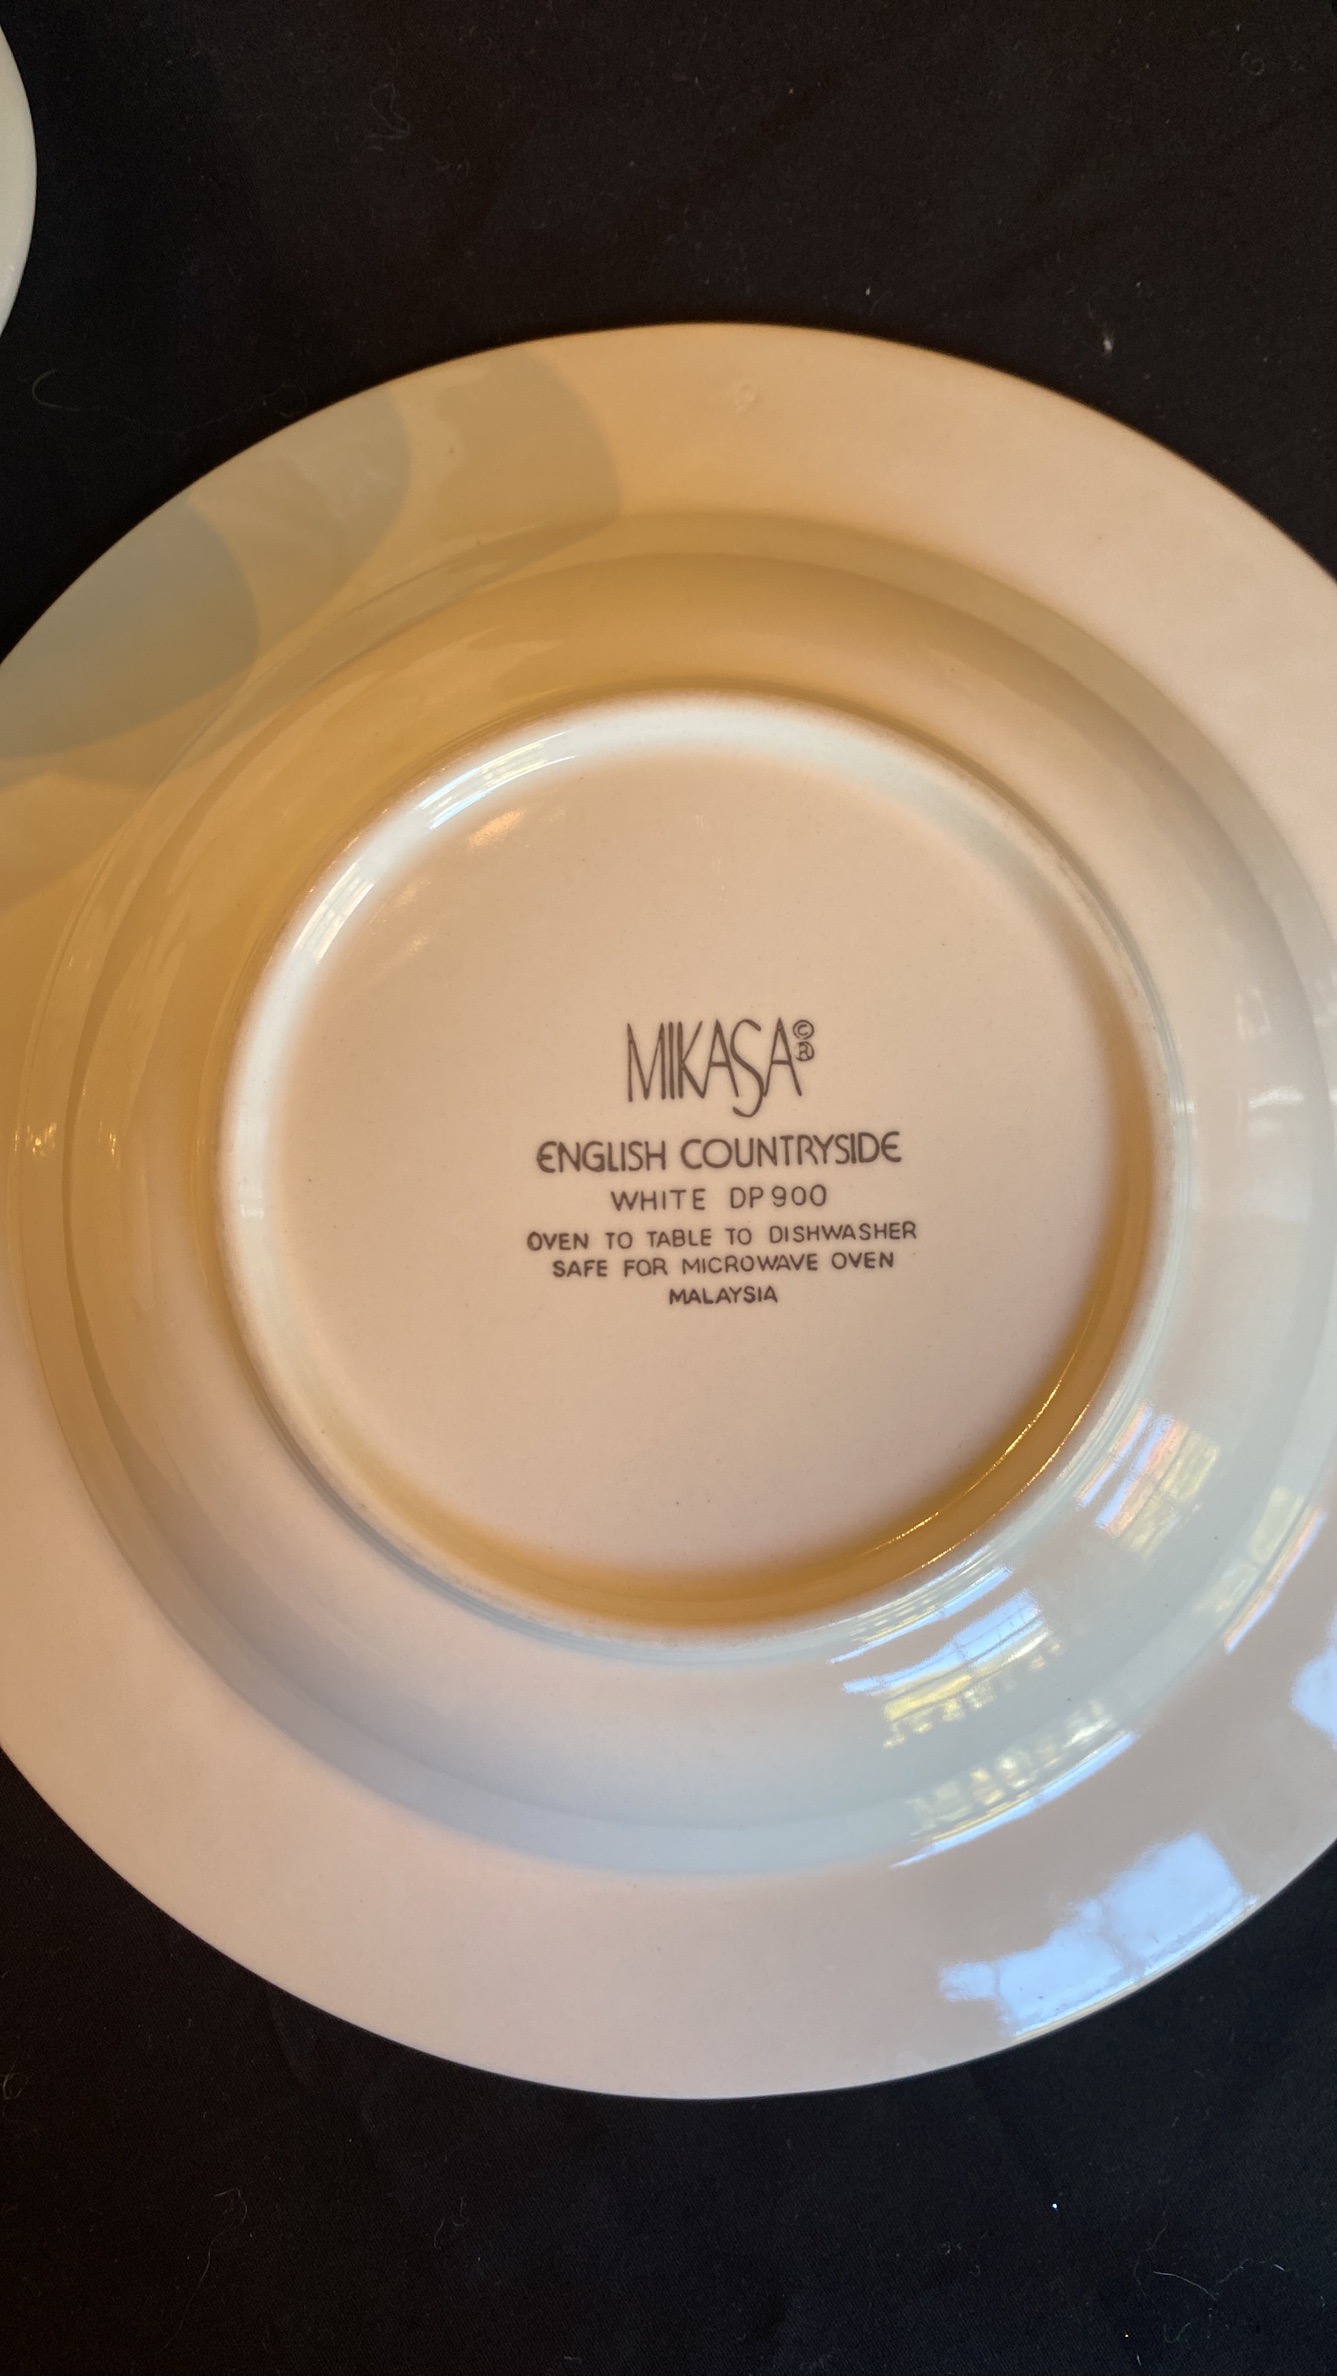 MIKASA©®
ENGLISH COUNTRYSIDE
WHITE DP900
OVEN TO TABLE TO DISHWASHER
SAFE FOR MICROWAVE OVEN
MALAYSIA